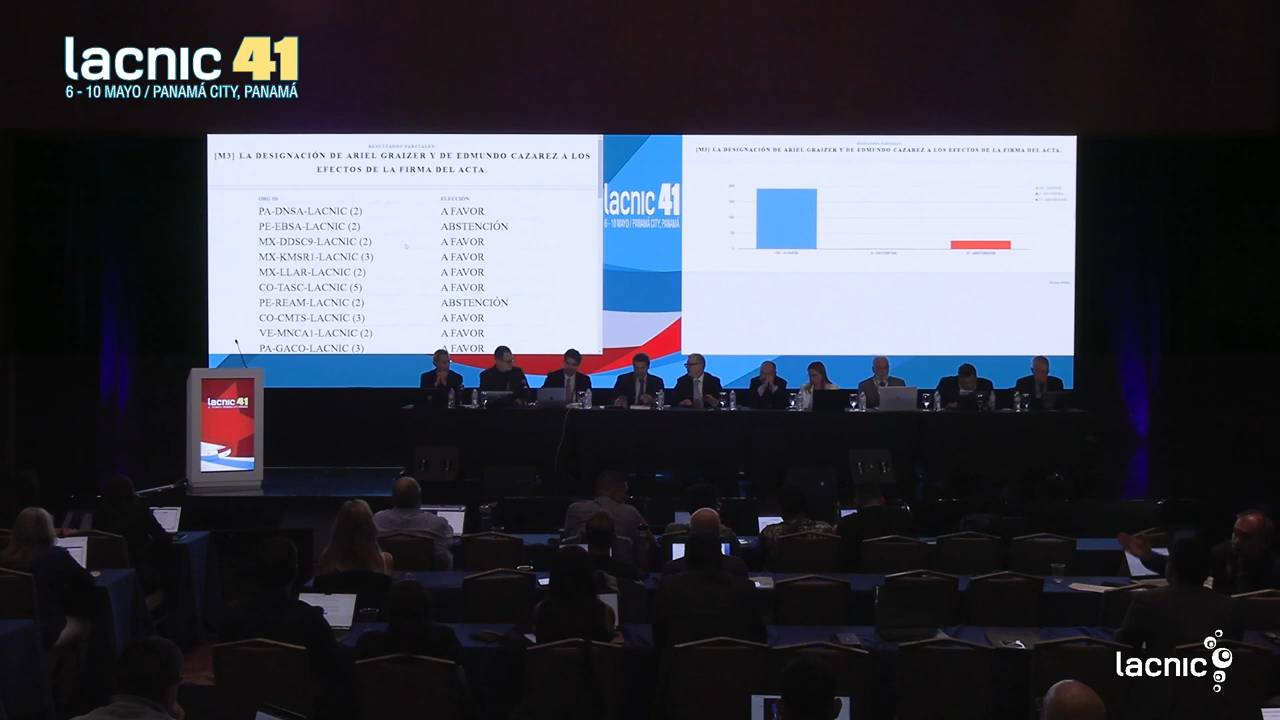 lacnic 41
6 - 10 MAYO / PANAMÁ CITY, PANAMÁ
RESULTADOS PARCIALES:
[M3] LA DESIGNACIÓN DE ARIEL GRAIZER Y DE EDMUNDO CAZAREZ A LOS
EFECTOS DE LA FIRMA DEL ACTA.
ORG ID ELECCIÓN
PA-DNSA-LACNIC (2) A FAVOR
PE-EBSA-LACNIC (2) ABSTENCIÓN
MX-DDSC9-LACNIC (2) A FAVOR
MX-KMSR1-LACNIC (3) A FAVOR
MX-LLAR-LACNIC (2) A FAVOR
CO-TASC-LACNIC (5) A FAVOR
PE-REAM-LACNIC (2) ABSTENCIÓN
CO-CMTS-LACNIC (3) A FAVOR
VE-MNCA1-LACNIC (2) A FAVOR
PA-GACO-LACNIC (3) A FAVOR
lacnic 41
6 - 10 MAYO / PANAMÁ CITY, PANAMÁ
[M3] LA DESIGNACIÓN DE ARIEL GRAIZER Y DE EDMUNDO CAZAREZ A LOS EFECTOS DE LA FIRMA DEL ACTA.
lacnic 41
lacnic